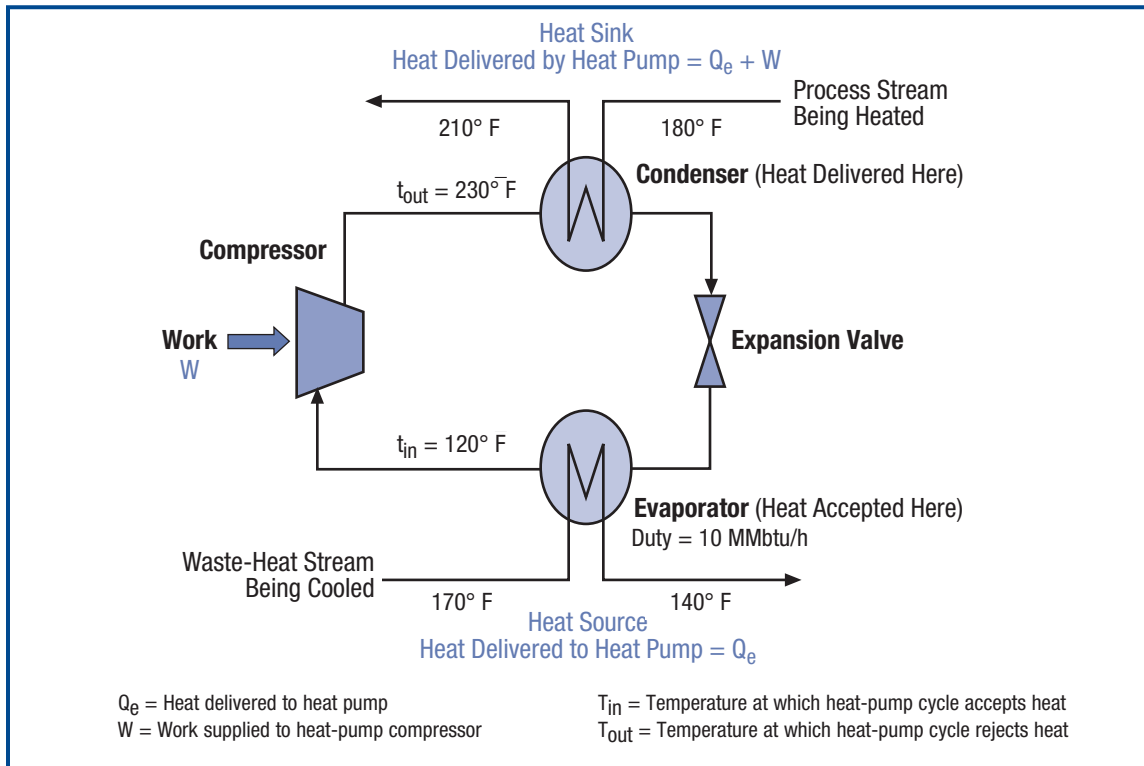 Heat Sink
Heat Delivered by Heat Pump = Qe + W
Process Stream
Being Heated
210° F
180° F
Condenser (Heat Delivered Here)
tout = 230° F
Compressor
Work
W
Expansion Valve
tin = 120° F
Evaporator (Heat Accepted Here)
Duty = 10 MMbtu/h
Waste-Heat Stream
Being Cooled
170° F
140° F
Heat Source
Heat Delivered to Heat Pump = Qe
Qe = Heat delivered to heat pump
W = Work supplied to heat-pump compressor
Tin = Temperature at which heat-pump cycle accepts heat
Tout = Temperature at which heat-pump cycle rejects heat